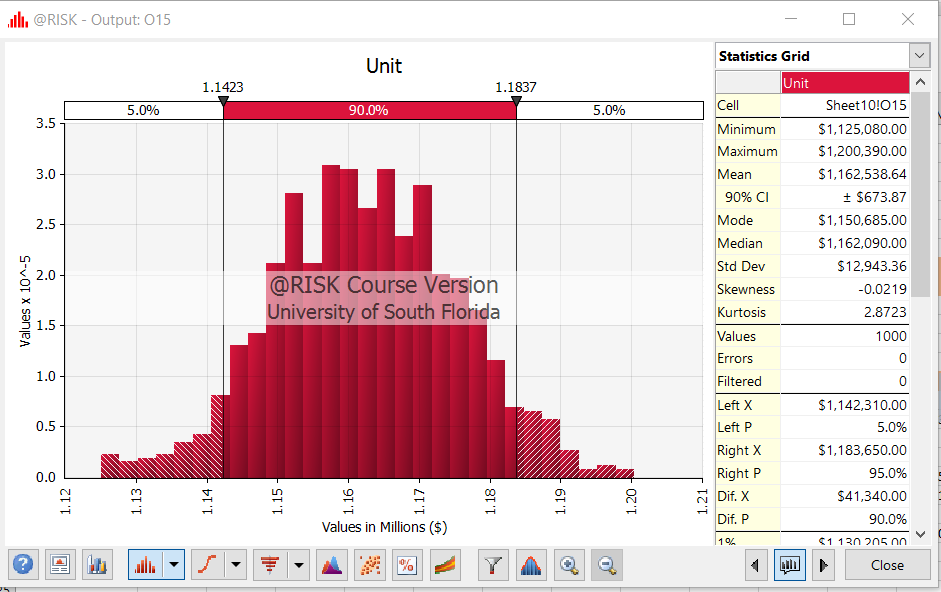 @RISK - Output: O15
Unit
1.1423 1.1837
5.0% 90.0% 5.0%
3.5
3.0
2.5
2.0
1.5
1.0
0.5
0.0
Values x 10^-5
@RISK Course Version
University of South Florida
1.12 1.13 1.14 1.15 1.16 1.17 1.18 1.19 1.20 1.21
Values in Millions ($)
Statistics Grid
Unit
Cell Sheet10!O15
Minimum $1,125,080.00
Maximum $1,200,390.00
Mean $1,162,538.64
90% CI ± $673.87
Mode $1,150,685.00
Median $1,162,090.00
Std Dev $12,943.36
Skewness -0.0219
Kurtosis 2.8723
Values 1000
Errors 0
Filtered 0
Left X $1,142,310.00
Left P 5.0%
Right X $1,183,650.00
Right P 95.0%
Dif. X $41,340.00
Dif. P 90.0%
1% $1,130,205.00
Close